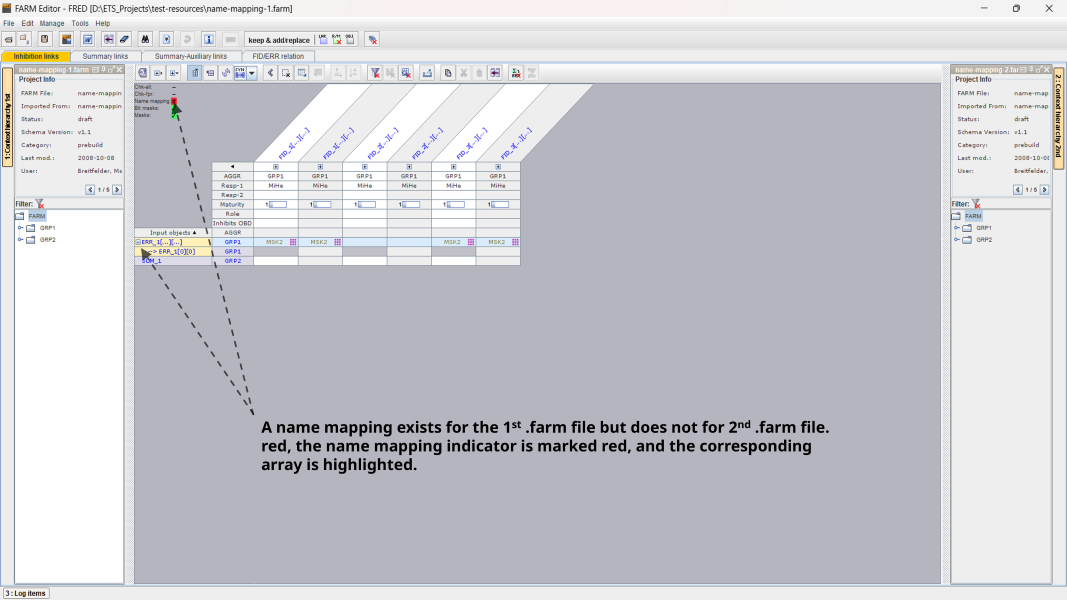 FARM Editor - FRED [D:\ETS_Projects\test-resources\name-mapping-1.farm]
File Edit Manage Tools Help
keep & add/replace
Inhibition links Summary links Summary-Auxiliary links FID/ERR relation
1: Context hierarchy 1st
name-mapping-1.farm
Project Info
FARM File: name-mappin
Imported From: name-mappin
Status: draft
Schema Version: v1.1
Category: prebuild
Last mod.: 2008-10-08
User: Breitfelder, Ma
1 / 5
Filter:
FARM
GRP1
GRP2
Chk-all: --
Chk-fpr: --
Name mapping:
Bit masks:
Masks:
FID_1[...][...] FID_1[...][...] FID_2[...][...] FID_2[...][...] FID_3[...][...] FID_3[...][...]
AGGR GRP1 GRP1 GRP1 GRP1 GRP1 GRP1
Resp-1 MiHe MiHe MiHe MiHe MiHe MiHe
Resp-2
Maturity 1 1 1 1 1 1
Role
Inhibits OBD
Input objects AGGR
ERR_1[...][...] GRP1 MSK2 MSK2 MSK2 MSK2
--> ERR_1[0][0] GRP1
SUM_1 GRP2
A name mapping exists for the 1st .farm file but does not for 2nd .farm file.
red, the name mapping indicator is marked red, and the corresponding
array is highlighted.
name-mapping-2.far
Project Info
FARM File: name-map
Imported From: name-map
Status: draft
Schema Version: v1.1
Category: prebuild
Last mod.: 2008-10-08
User: Breitfelder,
1 / 5
Filter:
FARM
GRP1
GRP2
2 : Context hierarchy 2nd
3 : Log items